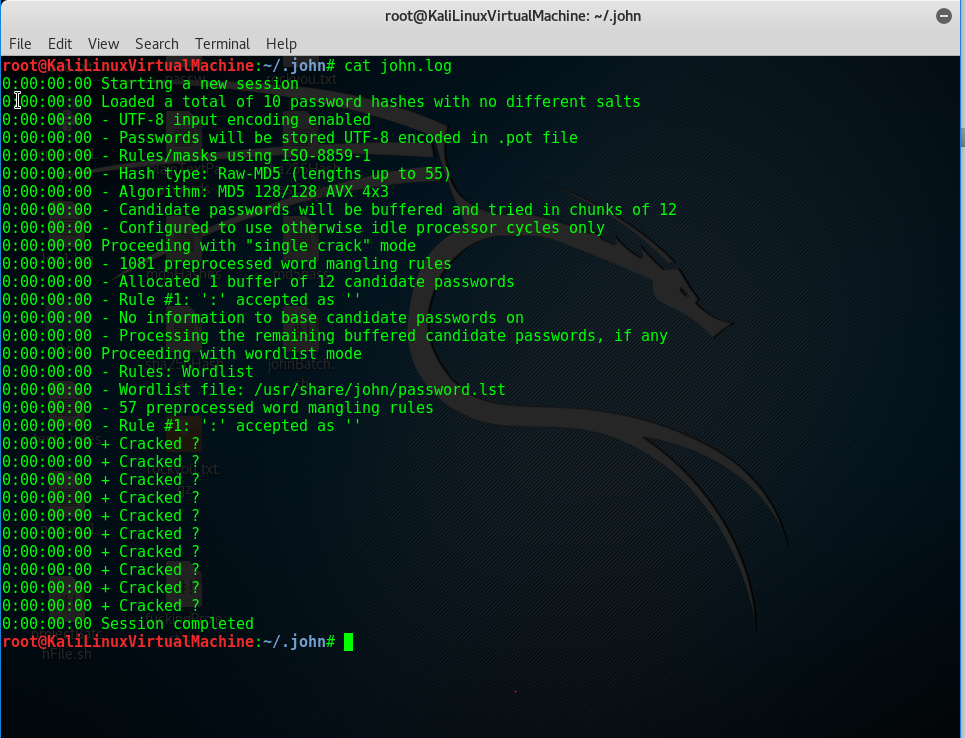 root@KaliLinuxVirtualMachine: ~/.john
File Edit View Search Terminal Help
root@KaliLinuxVirtualMachine:~/.john# cat john.log
0:00:00:00 Starting a new session
0:00:00:00 Loaded a total of 10 password hashes with no different salts
0:00:00:00 - UTF-8 input encoding enabled
0:00:00:00 - Passwords will be stored UTF-8 encoded in .pot file
0:00:00:00 - Rules/masks using ISO-8859-1
0:00:00:00 - Hash type: Raw-MD5 (lengths up to 55)
0:00:00:00 - Algorithm: MD5 128/128 AVX 4x3
0:00:00:00 - Candidate passwords will be buffered and tried in chunks of 12
0:00:00:00 - Configured to use otherwise idle processor cycles only
0:00:00:00 Proceeding with "single crack" mode
0:00:00:00 - 1081 preprocessed word mangling rules
0:00:00:00 - Allocated 1 buffer of 12 candidate passwords
0:00:00:00 - Rule #1: ':' accepted as ''
0:00:00:00 - No information to base candidate passwords on
0:00:00:00 - Processing the remaining buffered candidate passwords, if any
0:00:00:00 Proceeding with wordlist mode
0:00:00:00 - Rules: Wordlist
0:00:00:00 - Wordlist file: /usr/share/john/password.lst
0:00:00:00 - 57 preprocessed word mangling rules
0:00:00:00 - Rule #1: ':' accepted as ''
0:00:00:00 + Cracked ?
0:00:00:00 + Cracked ?
0:00:00:00 + Cracked ?
0:00:00:00 + Cracked ?
0:00:00:00 + Cracked ?
0:00:00:00 + Cracked ?
0:00:00:00 + Cracked ?
0:00:00:00 + Cracked ?
0:00:00:00 + Cracked ?
0:00:00:00 + Cracked ?
0:00:00:00 Session completed
root@KaliLinuxVirtualMachine:~/.john#